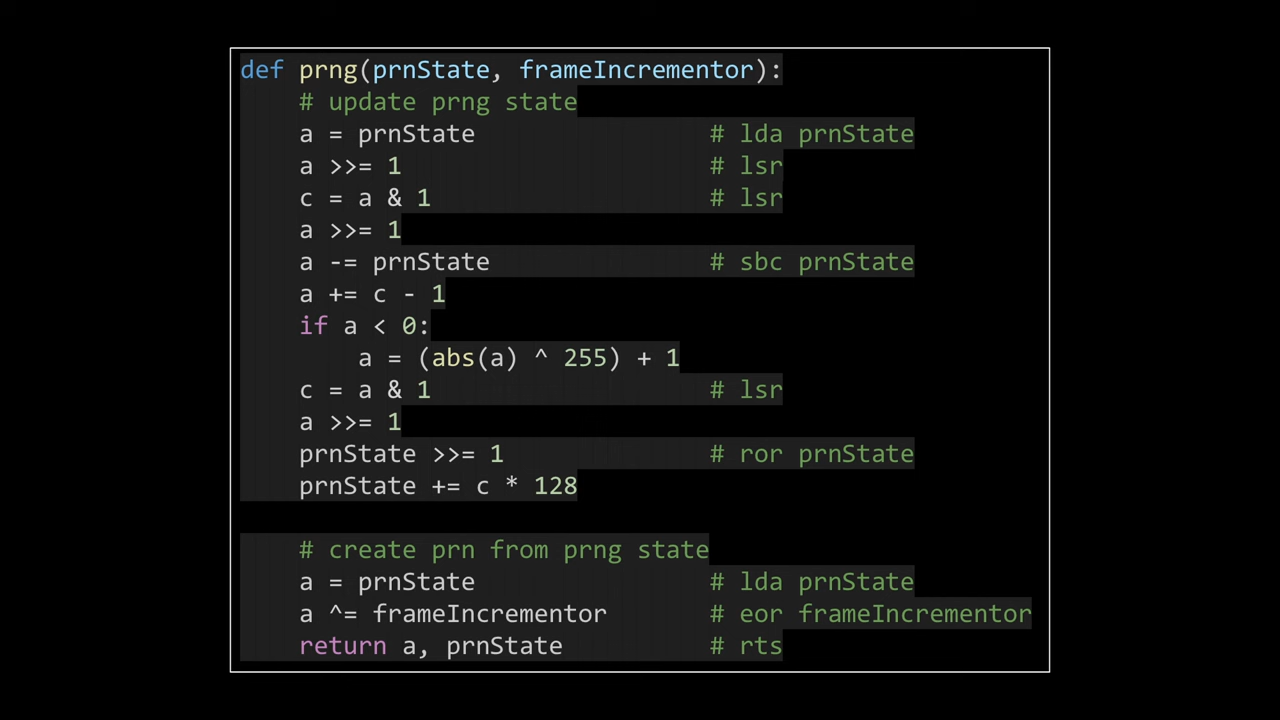 def prng(prnState, frameIncrementor):
    # update prng state
    a = prnState                # lda prnState
    a >>= 1                     # lsr
    c = a & 1                   # lsr
    a >>= 1
    a -= prnState               # sbc prnState
    a += c - 1
    if a < 0:
        a = (abs(a) ^ 255) + 1
    c = a & 1                   # lsr
    a >>= 1
    prnState >>= 1              # ror prnState
    prnState += c * 128

    # create prn from prng state
    a = prnState                # lda prnState
    a ^= frameIncrementor       # eor frameIncrementor
    return a, prnState          # rts